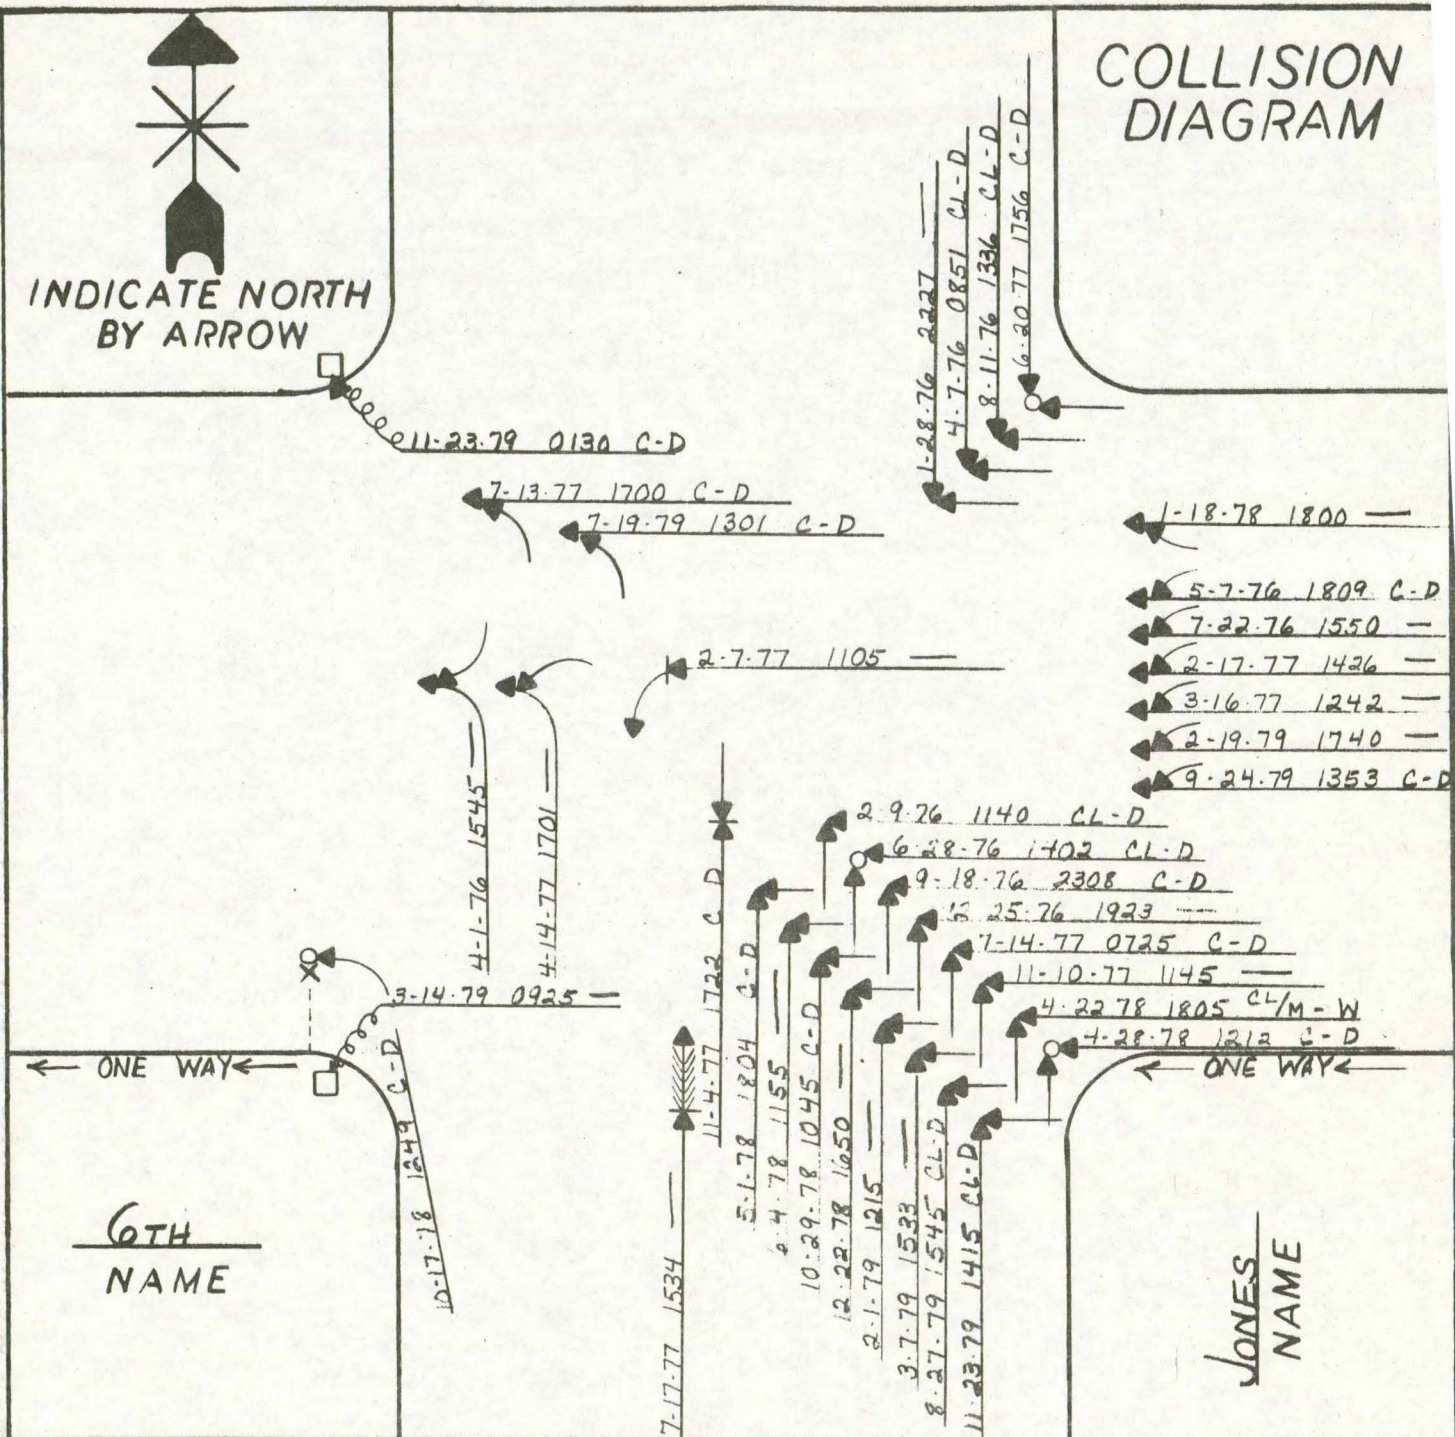 COLLISION
DIAGRAM
INDICATE NORTH
BY ARROW
1-28-76 2227 —
4-7-76 0851 CL-D
8-11-76 1336 CL-D
6-20-77 1756 C-D
11-23-79 0130 C-D
7-13-77 1700 C-D
7-19-79 1301 C-D
1-18-78 1800 —
5-7-76 1809 C-D
7-22-76 1550 —
2-17-77 1426 —
3-16-77 1242 —
2-19-79 1740 —
9-24-79 1353 C-D
2-7-77 1105 —
4-1-76 1545 —
4-14-77 1701 —
2-9-76 1140 CL-D
6-28-76 1402 CL-D
9-18-76 2308 C-D
12-25-76 1923 —
7-14-77 0725 C-D
11-10-77 1145 —
4-22-78 1805 CL/M-W
4-28-78 1212 C-D
3-14-79 0925 —
10-17-78 1249 C-D
7-17-77 1534 —
11-4-77 1722 C-D
5-1-78 1804 C-D
1155 —
10-29-78 1045 C-D
12-22-78 1650 —
2-1-79 1215 —
3-7-79 1533 —
8-27-79 1545 CL-D
11-23-79 1415 CL-D
← ONE WAY ←
← ONE WAY ←
6TH
NAME
JONES
NAME